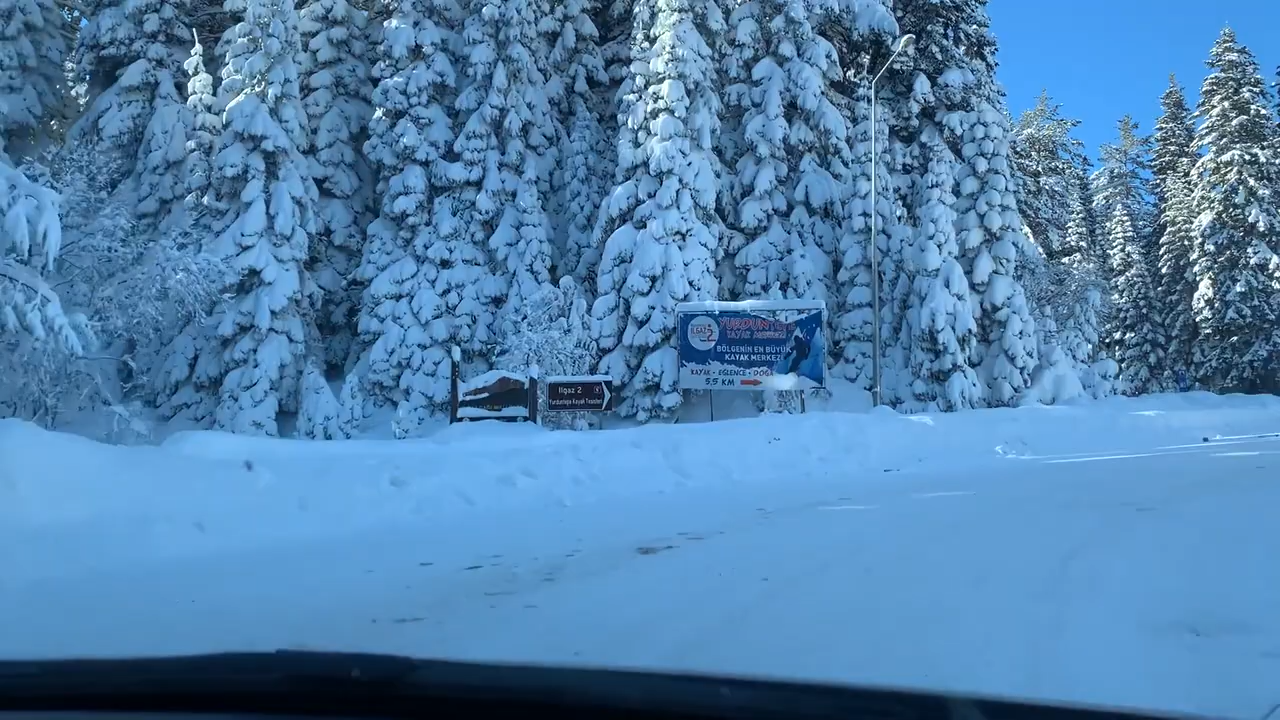 Ilgaz 2
Yurduntepe Kayak Tesisleri
ILGAZ 2
YURDUNTEPE
KAYAK MERKEZİ
BÖLGENİN EN BÜYÜK
KAYAK MERKEZİ
KAYAK - EĞLENCE - DOĞA
5.5 KM